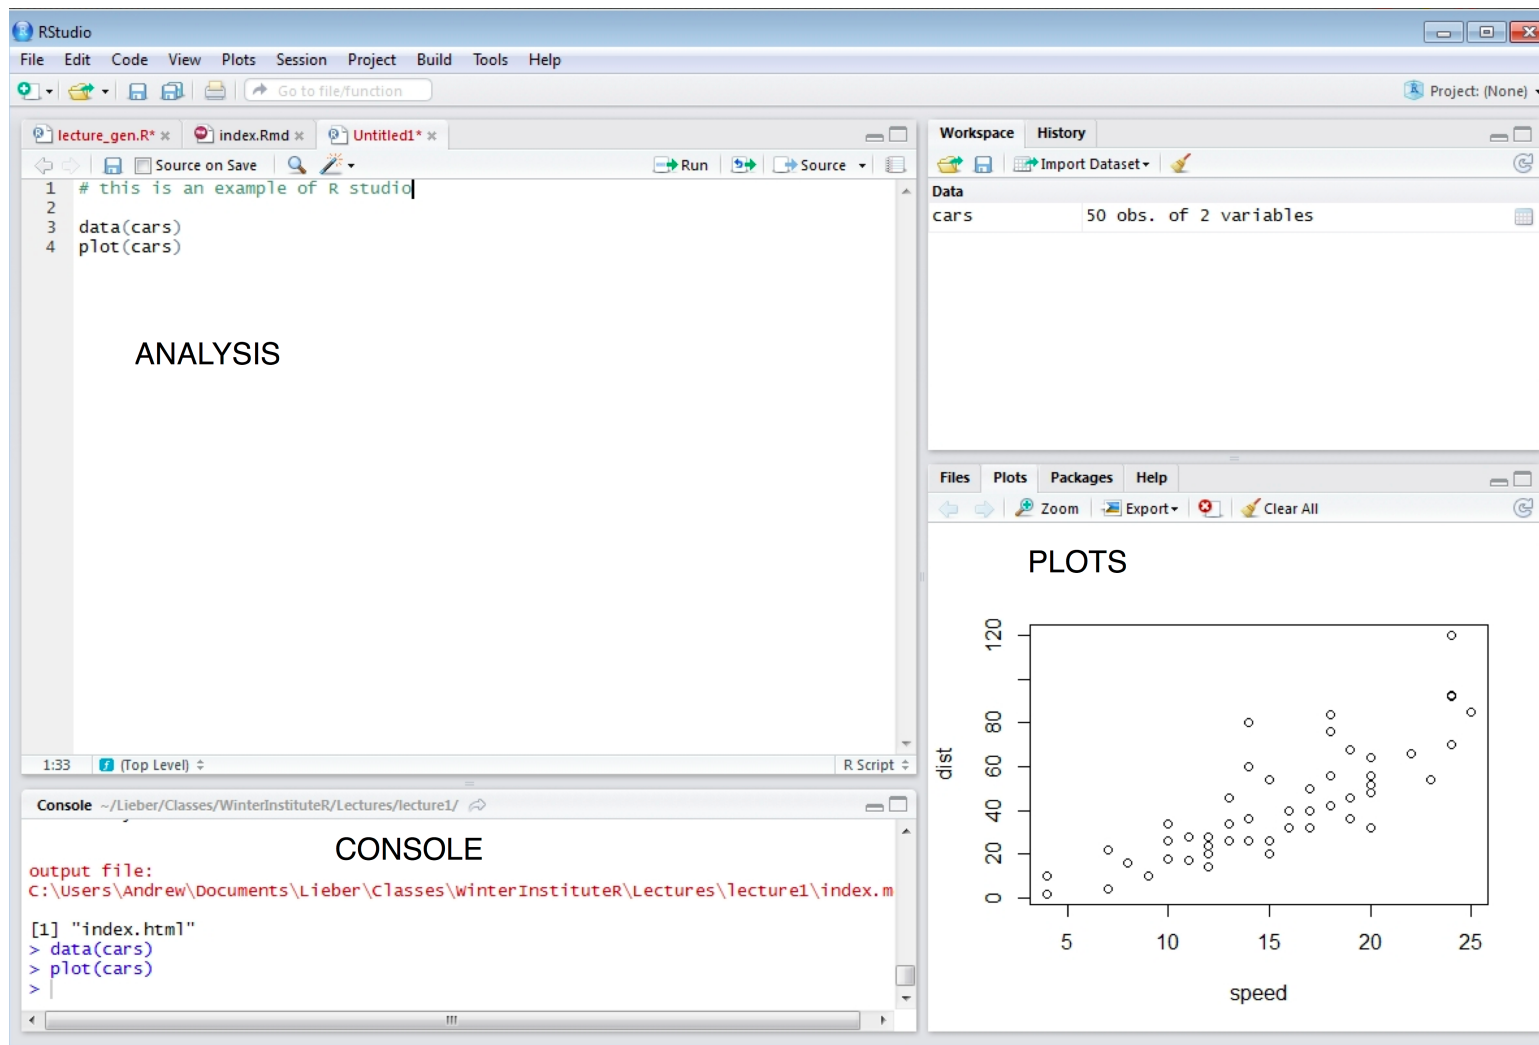 RStudio
File Edit Code View Plots Session Project Build Tools Help
Go to file/function
Project: (None)
lecture_gen.R* index.Rmd Untitled1*
Source on Save Run Source
1 # this is an example of R studio
2
3 data(cars)
4 plot(cars)
ANALYSIS
1:33 (Top Level) R Script
Console ~/Lieber/Classes/WinterInstituteR/Lectures/lecture1/
CONSOLE
output file:
C:\Users\Andrew\Documents\Lieber\Classes\WinterInstituteR\Lectures\lecture1\index.m
[1] "index.html"
> data(cars)
> plot(cars)
>
Workspace History
Import Dataset
Data
cars 50 obs. of 2 variables
Files Plots Packages Help
Zoom Export Clear All
PLOTS
120
80
60
40
20
0
dist
5 10 15 20 25
speed